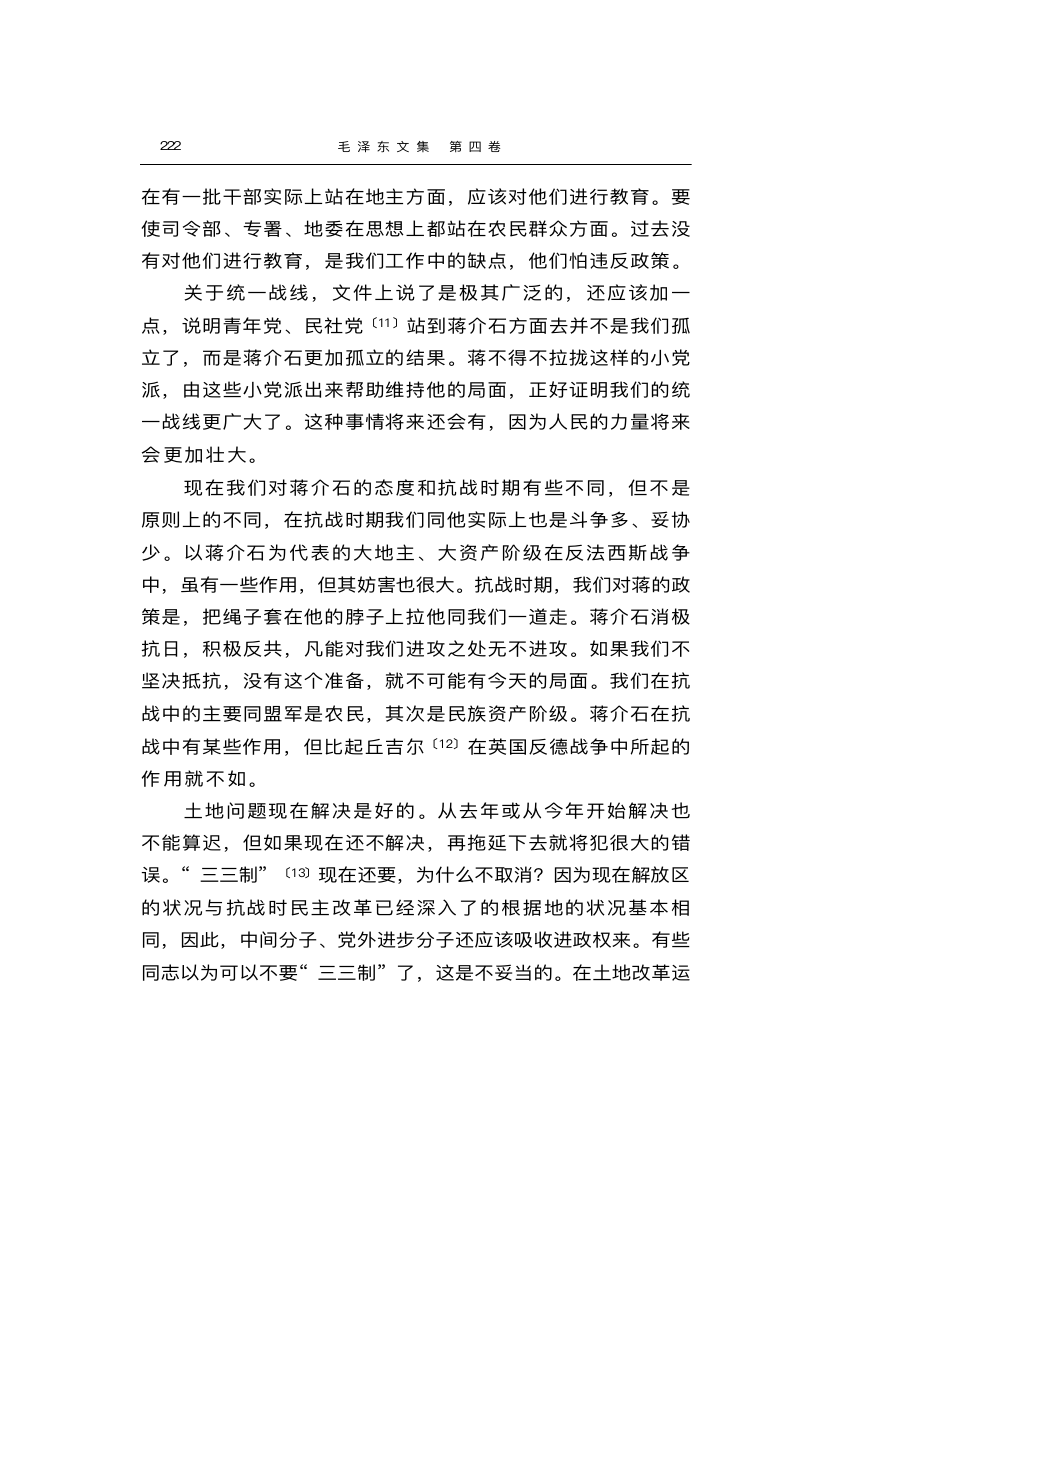 222 毛泽东文集 第四卷
在有一批干部实际上站在地主方面，应该对他们进行教育。要
使司令部、专署、地委在思想上都站在农民群众方面。过去没
有对他们进行教育，是我们工作中的缺点，他们怕违反政策。
关于统一战线，文件上说了是极其广泛的，还应该加一
点，说明青年党、民社党〔11〕站到蒋介石方面去并不是我们孤
立了，而是蒋介石更加孤立的结果。蒋不得不拉拢这样的小党
派，由这些小党派出来帮助维持他的局面，正好证明我们的统
一战线更广大了。这种事情将来还会有，因为人民的力量将来
会更加壮大。
现在我们对蒋介石的态度和抗战时期有些不同，但不是
原则上的不同，在抗战时期我们同他实际上也是斗争多、妥协
少。以蒋介石为代表的大地主、大资产阶级在反法西斯战争
中，虽有一些作用，但其妨害也很大。抗战时期，我们对蒋的政
策是，把绳子套在他的脖子上拉他同我们一道走。蒋介石消极
抗日，积极反共，凡能对我们进攻之处无不进攻。如果我们不
坚决抵抗，没有这个准备，就不可能有今天的局面。我们在抗
战中的主要同盟军是农民，其次是民族资产阶级。蒋介石在抗
战中有某些作用，但比起丘吉尔〔12〕在英国反德战争中所起的
作用就不如。
土地问题现在解决是好的。从去年或从今年开始解决也
不能算迟，但如果现在还不解决，再拖延下去就将犯很大的错
误。“三三制”〔13〕现在还要，为什么不取消？因为现在解放区
的状况与抗战时民主改革已经深入了的根据地的状况基本相
同，因此，中间分子、党外进步分子还应该吸收进政权来。有些
同志以为可以不要“三三制”了，这是不妥当的。在土地改革运